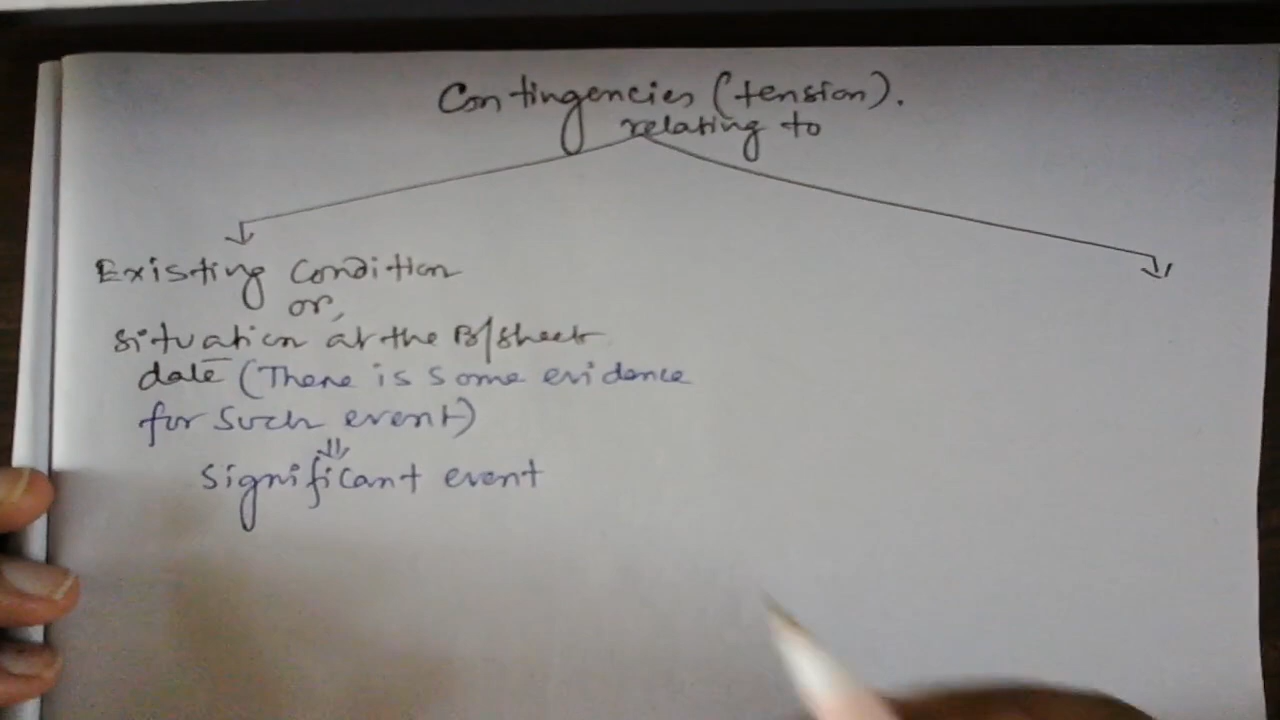 Contingencies (tension).
relating to
Existing Condition
or,
situation at the B/sheet
date (There is some evidence
for such event)
significant event